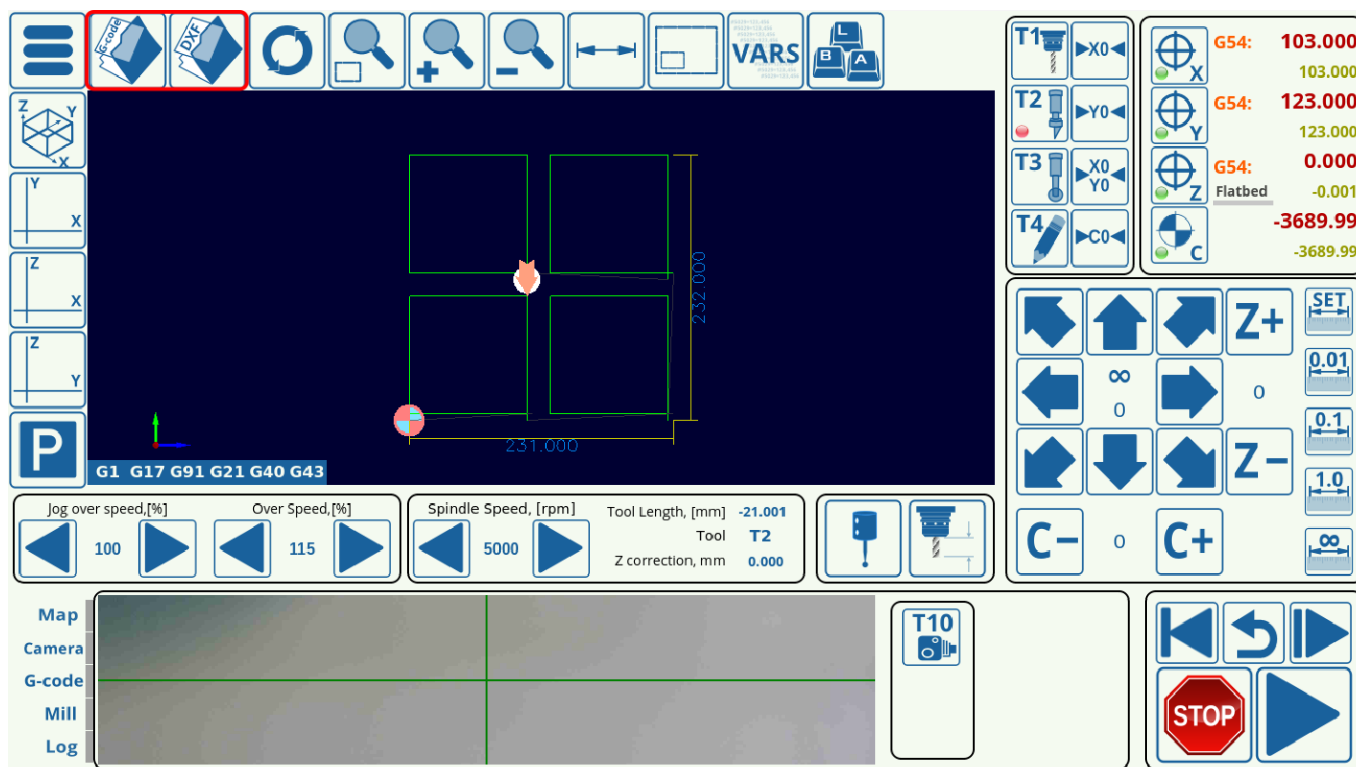 G-code
DXF
VARS
L
B
A
T1
X0
G54:
103.000
X
103.000
T2
Y0
G54:
123.000
Y
123.000
T3
X0
Y0
G54:
0.000
Z
Flatbed
-0.001
T4
C0
-3689.99
C
-3689.99
Z
Y
X
Y
X
Z
X
Z
Y
P
232.000
231.000
G1 G17 G91 G21 G40 G43
Z+
SET
0.01
∞
0
0
0.1
Z-
1.0
C-
0
C+
∞
Jog over speed,[%]
100
Over Speed,[%]
115
Spindle Speed, [rpm]
5000
Tool Length, [mm] -21.001
Tool T2
Z correction, mm 0.000
Map
Camera
G-code
Mill
Log
T10
STOP